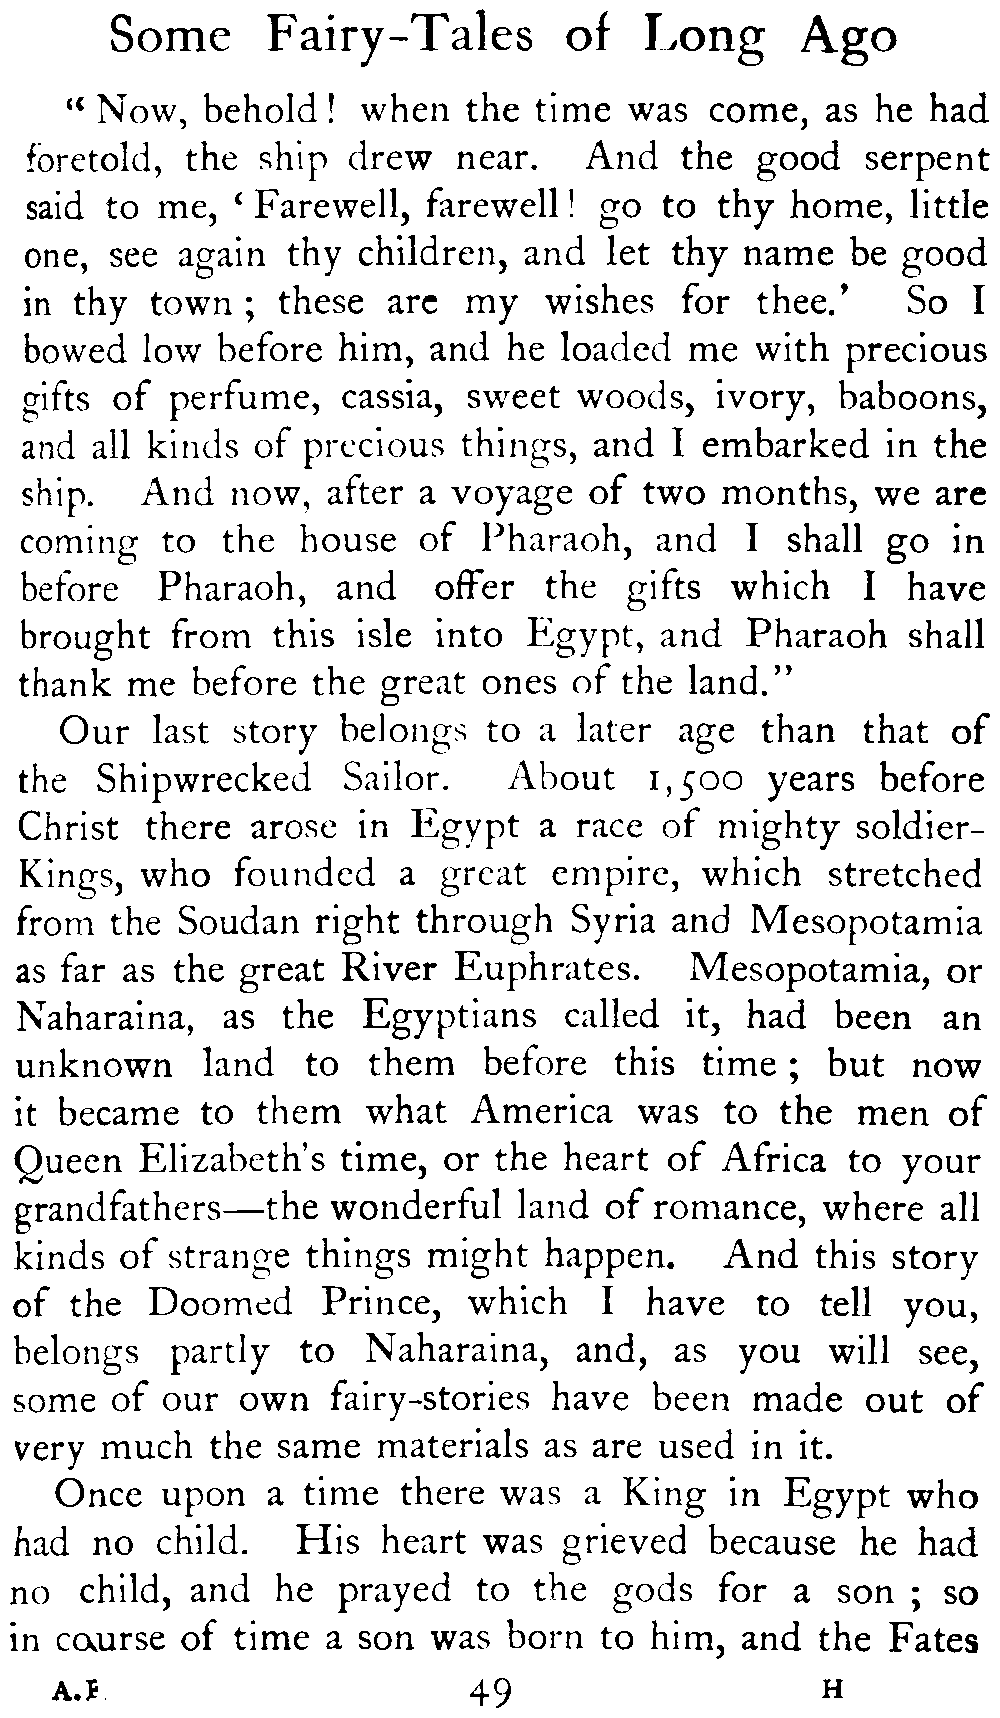 Some Fairy-Tales of Long Ago
“Now, behold! when the time was come, as he had
foretold, the ship drew near. And the good serpent
said to me, ‘Farewell, farewell! go to thy home, little
one, see again thy children, and let thy name be good
in thy town; these are my wishes for thee.’ So I
bowed low before him, and he loaded me with precious
gifts of perfume, cassia, sweet woods, ivory, baboons,
and all kinds of precious things, and I embarked in the
ship. And now, after a voyage of two months, we are
coming to the house of Pharaoh, and I shall go in
before Pharaoh, and offer the gifts which I have
brought from this isle into Egypt, and Pharaoh shall
thank me before the great ones of the land.”
Our last story belongs to a later age than that of
the Shipwrecked Sailor. About 1,500 years before
Christ there arose in Egypt a race of mighty soldier-
Kings, who founded a great empire, which stretched
from the Soudan right through Syria and Mesopotamia
as far as the great River Euphrates. Mesopotamia, or
Naharaina, as the Egyptians called it, had been an
unknown land to them before this time; but now
it became to them what America was to the men of
Queen Elizabeth's time, or the heart of Africa to your
grandfathers—the wonderful land of romance, where all
kinds of strange things might happen. And this story
of the Doomed Prince, which I have to tell you,
belongs partly to Naharaina, and, as you will see,
some of our own fairy-stories have been made out of
very much the same materials as are used in it.
Once upon a time there was a King in Egypt who
had no child. His heart was grieved because he had
no child, and he prayed to the gods for a son; so
in course of time a son was born to him, and the Fates
A.E. 49 H